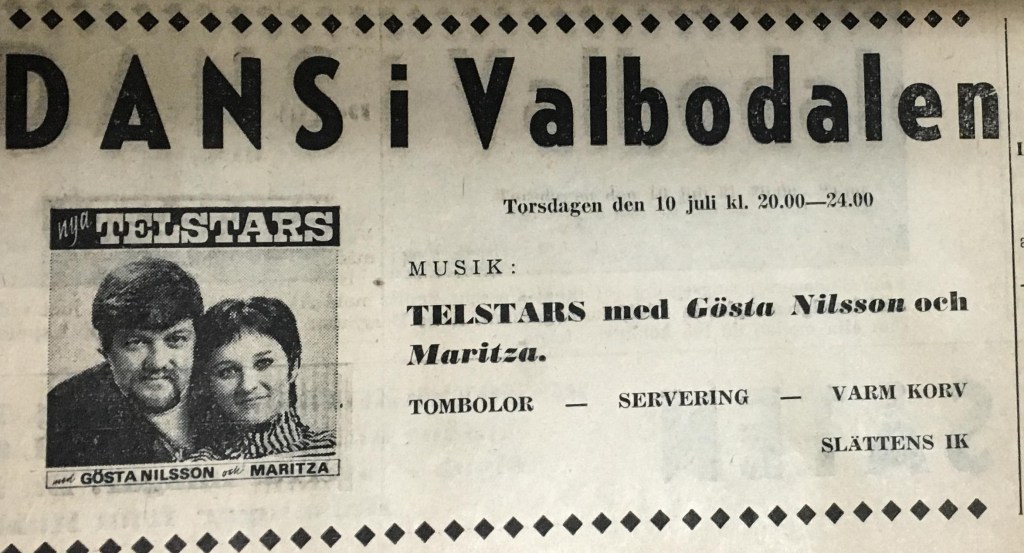 DANS i Valbodalen
Torsdagen den 10 juli kl. 20.00—24.00
nya TELSTARS
med GÖSTA NILSSON och MARITZA
MUSIK:
TELSTARS med Gösta Nilsson och
Maritza.
TOMBOLOR — SERVERING — VARM KORV
SLÄTTENS IK